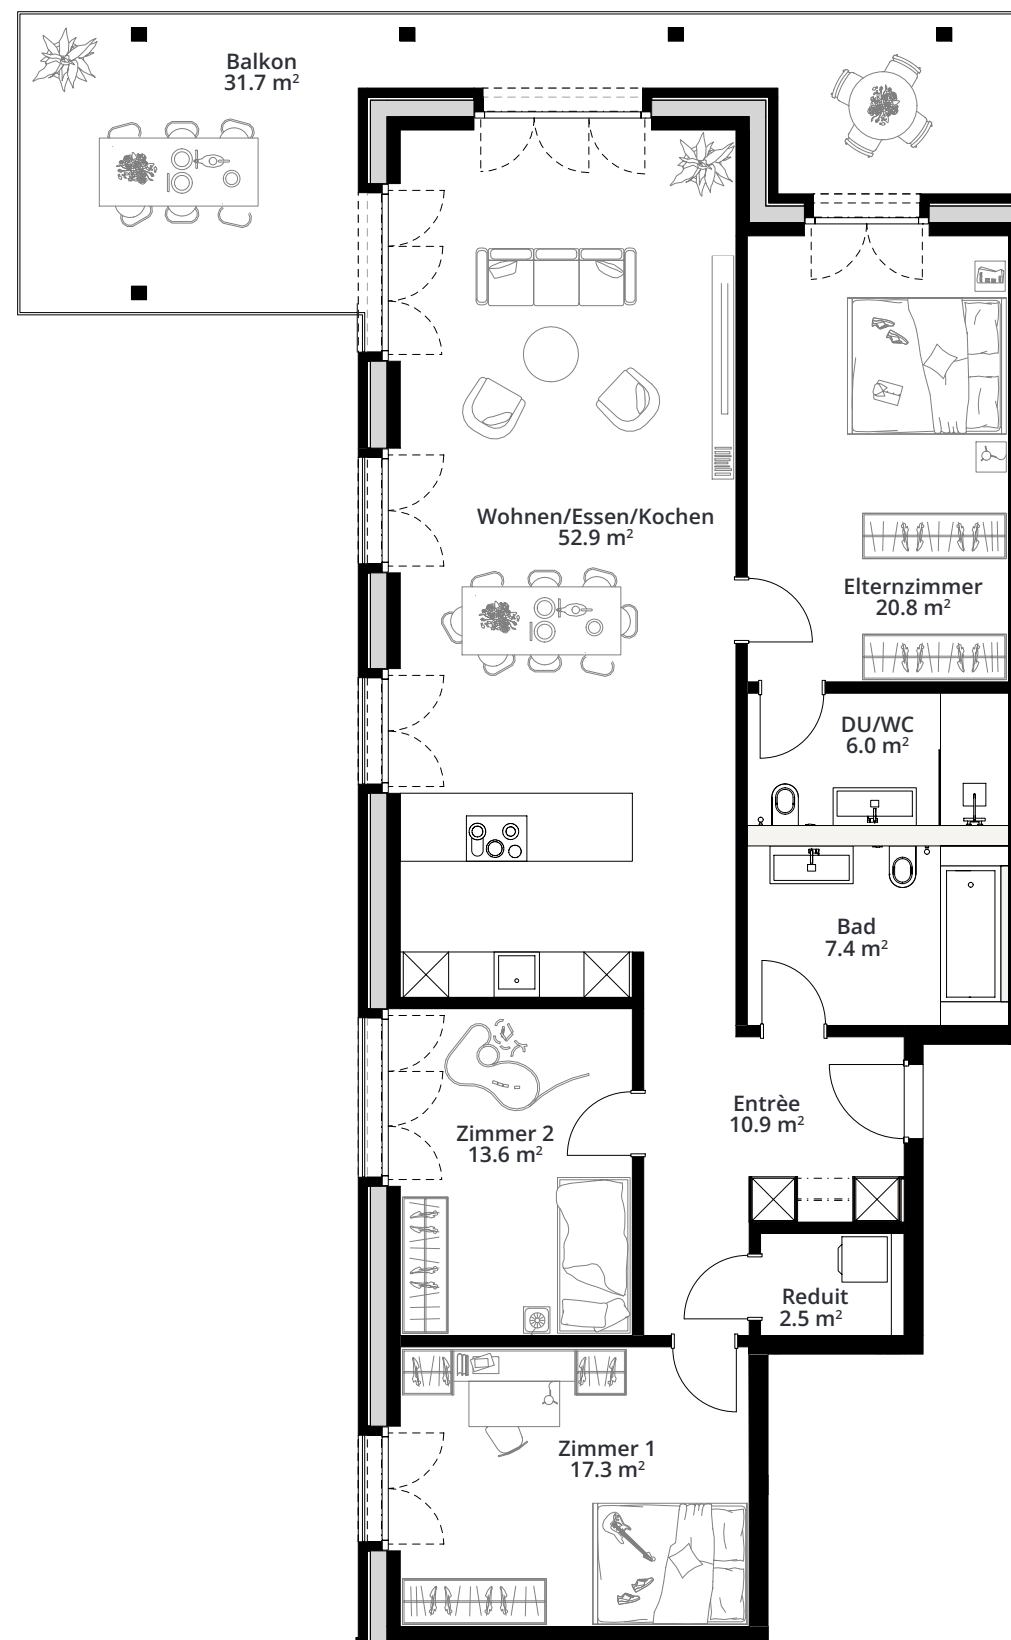 Balkon
31.7 m²
Wohnen/Essen/Kochen
52.9 m²
Elternzimmer
20.8 m²
DU/WC
6.0 m²
Bad
7.4 m²
Entrèe
10.9 m²
Zimmer 2
13.6 m²
Reduit
2.5 m²
Zimmer 1
17.3 m²